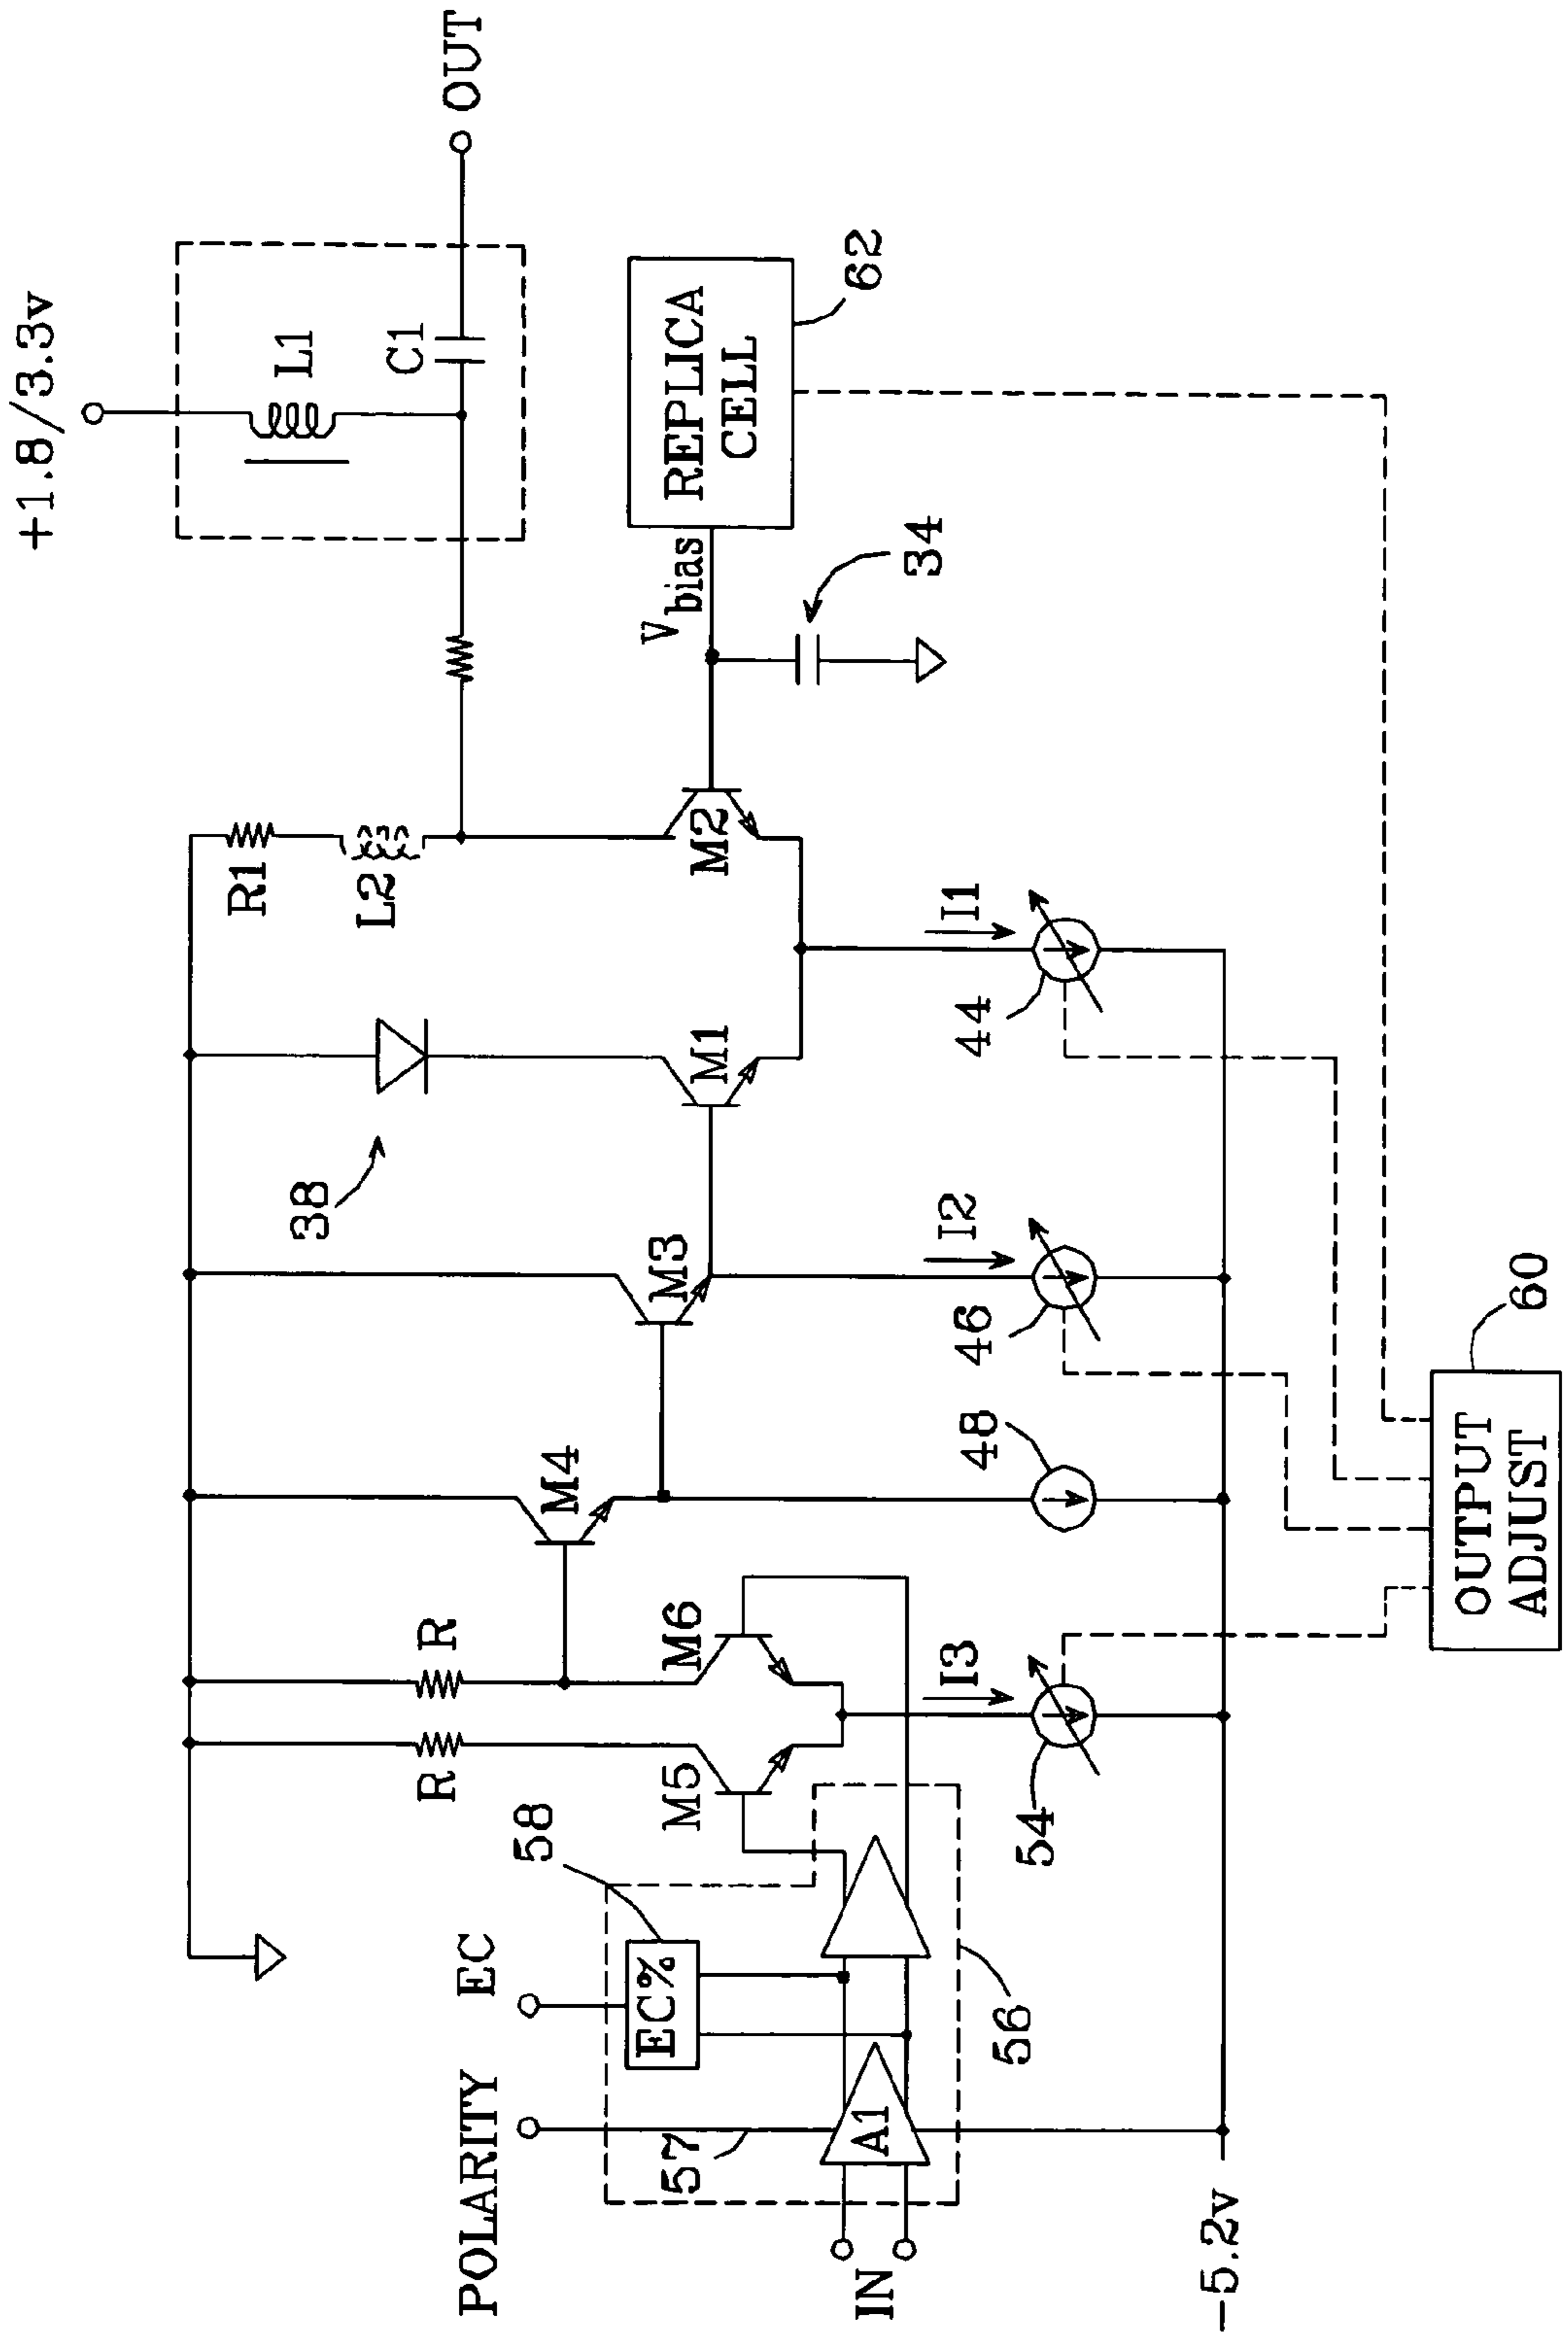 +1.8/3.3v
L1
C1
OUT
R1
L2
38
R
R
M4
M3
M1
M2
V
bias
REPLICA
CELL
62
34
M5
M6
POLARITY
EC
58
EC%
57
A1
56
IN
I3
I2
I1
54
48
46
44
-5.2v
OUTPUT
ADJUST
60